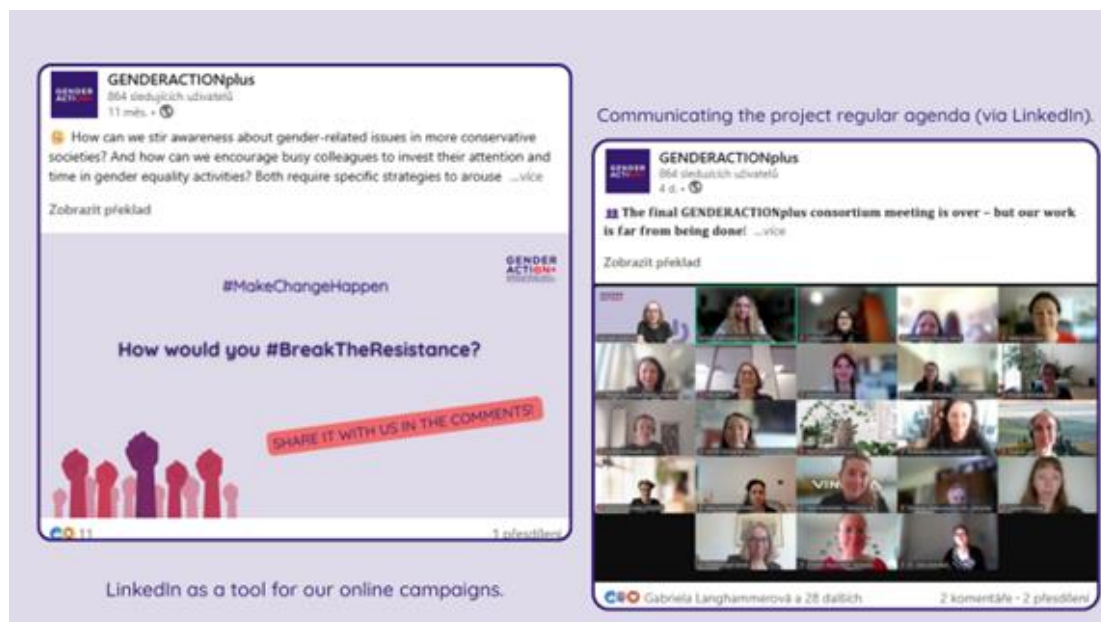 GENDER
ACTION+
GENDERACTIONplus
864 sledujících uživatelů
11 měs. •
How can we stir awareness about gender-related issues in more conservative
societies? And how can we encourage busy colleagues to invest their attention and
time in gender equality activities? Both require specific strategies to arouse ...více
Zobrazit překlad
GENDER
ACTION+
#MakeChangeHappen
How would you #BreakTheResistance?
SHARE IT WITH US IN THE COMMENTS!
11
1 přesdílení
LinkedIn as a tool for our online campaigns.
Communicating the project regular agenda (via LinkedIn).
GENDER
ACTION+
GENDERACTIONplus
864 sledujících uživatelů
4 d. •
The final GENDERACTIONplus consortium meeting is over – but our work
is far from being done! ...více
Zobrazit překlad
Gabriela Langhammerová a 28 dalších
2 komentáře • 2 přesdílení